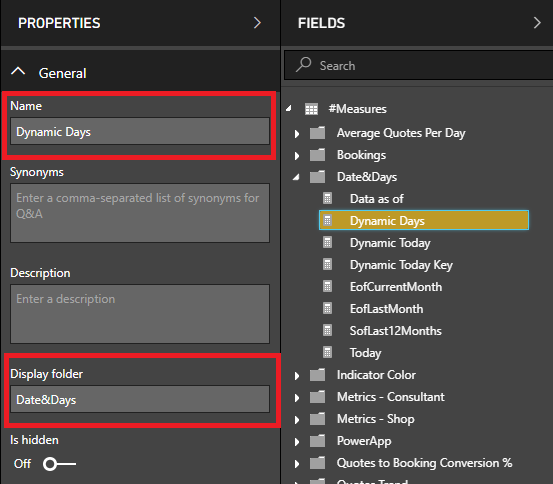 PROPERTIES
General
Name
Dynamic Days
Synonyms
Enter a comma-separated list of synonyms for
Q&A
Description
Enter a description
Display folder
Date&Days
Is hidden
Off
FIELDS
Search
#Measures
Average Quotes Per Day
Bookings
Date&Days
Data as of
Dynamic Days
Dynamic Today
Dynamic Today Key
EofCurrentMonth
EofLastMonth
SofLast12Months
Today
Indicator Color
Metrics - Consultant
Metrics - Shop
PowerApp
Quotes to Booking Conversion %
Quotes Trend